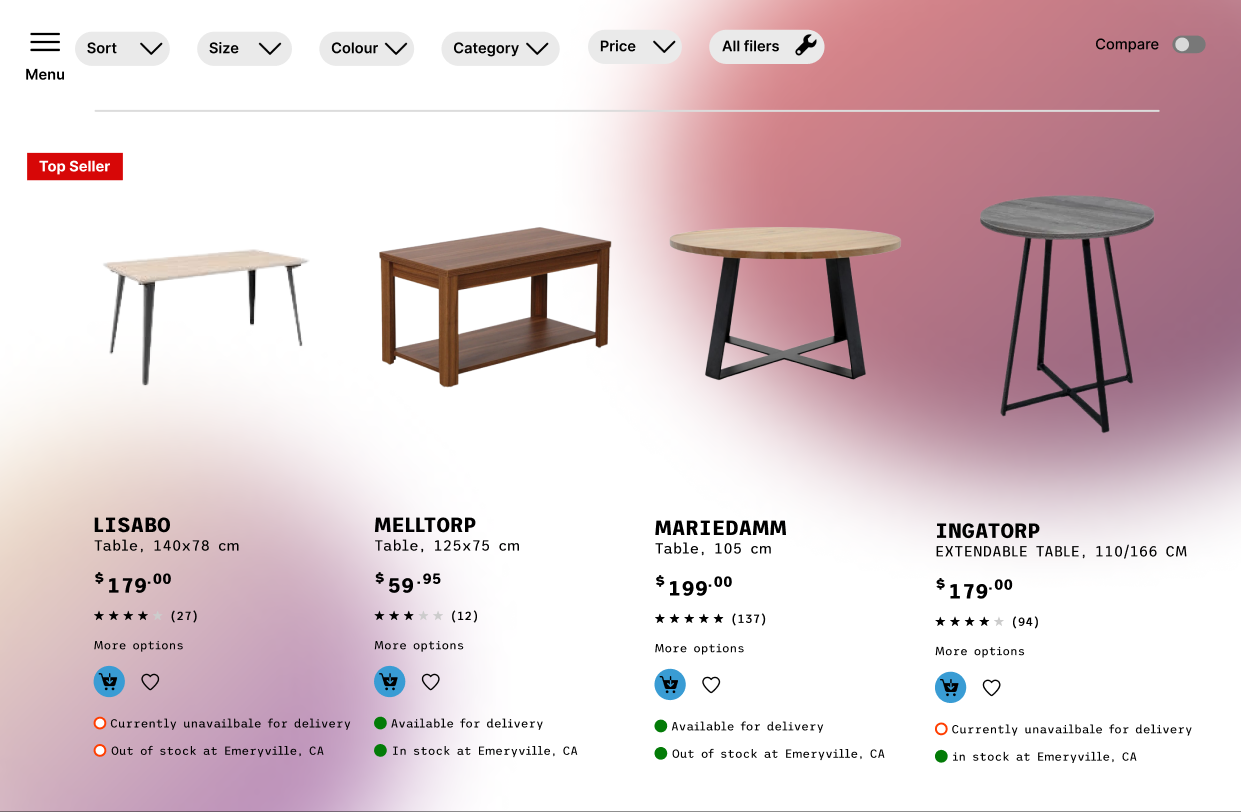 Menu
Sort
Size
Colour
Category
Price
All filers
Compare
Top Seller
LISABO
Table, 140x78 cm
$179.00
(27)
More options
Currently unavailbale for delivery
Out of stock at Emeryville, CA
MELLTORP
Table, 125x75 cm
$59.95
(12)
More options
Available for delivery
In stock at Emeryville, CA
MARIEDAMM
Table, 105 cm
$199.00
(137)
More options
Available for delivery
Out of stock at Emeryville, CA
INGATORP
EXTENDABLE TABLE, 110/166 CM
$179.00
(94)
More options
Currently unavailbale for delivery
in stock at Emeryville, CA